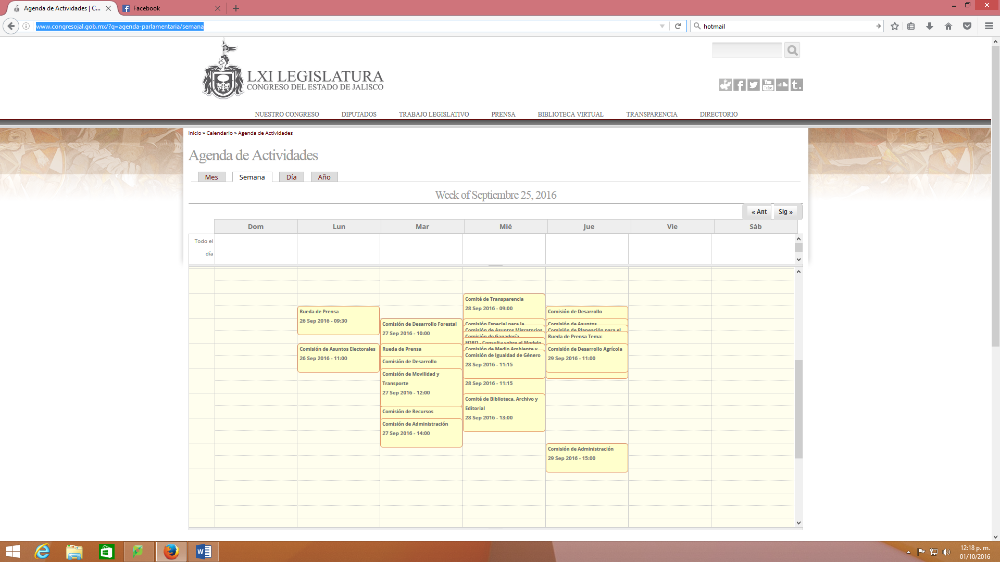 Agenda de Actividades | C...
Facebook
www.congresojal.gob.mx/?q=agenda-parlamentaria/semana
hotmail
LXI LEGISLATURA
CONGRESO DEL ESTADO DE JALISCO
You
Tube
t.
NUESTRO CONGRESO
DIPUTADOS
TRABAJO LEGISLATIVO
PRENSA
BIBLIOTECA VIRTUAL
TRANSPARENCIA
DIRECTORIO
Inicio » Calendario » Agenda de Actividades
Agenda de Actividades
Mes
Semana
Día
Año
Week of Septiembre 25, 2016
« Ant
Sig »
Dom
Lun
Mar
Mié
Jue
Vie
Sáb
Todo el
día
Rueda de Prensa
26 Sep 2016 - 09:30
Comisión de Asuntos Electorales
26 Sep 2016 - 11:00
Comisión de Desarrollo Forestal
27 Sep 2016 - 10:00
Rueda de Prensa
Comisión de Desarrollo
Comisión de Movilidad y
Transporte
27 Sep 2016 - 12:00
Comisión de Recursos
Comisión de Administración
27 Sep 2016 - 14:00
Comité de Transparencia
28 Sep 2016 - 09:00
Comisión Especial para la
Comisión de Asuntos Migratorios
Comisión de Ganadería
FORO - Consulta sobre el Modelo
Comisión de Medio Ambiente y
Comisión de Igualdad de Género
28 Sep 2016 - 11:15
28 Sep 2016 - 11:15
Comité de Biblioteca, Archivo y
Editorial
28 Sep 2016 - 13:00
Comisión de Desarrollo
Comisión de Asuntos
Comisión de Planeación para el
Rueda de Prensa Tema:
Comisión de Desarrollo Agrícola
29 Sep 2016 - 11:00
Comisión de Administración
29 Sep 2016 - 15:00
12:18 p. m.
01/10/2016